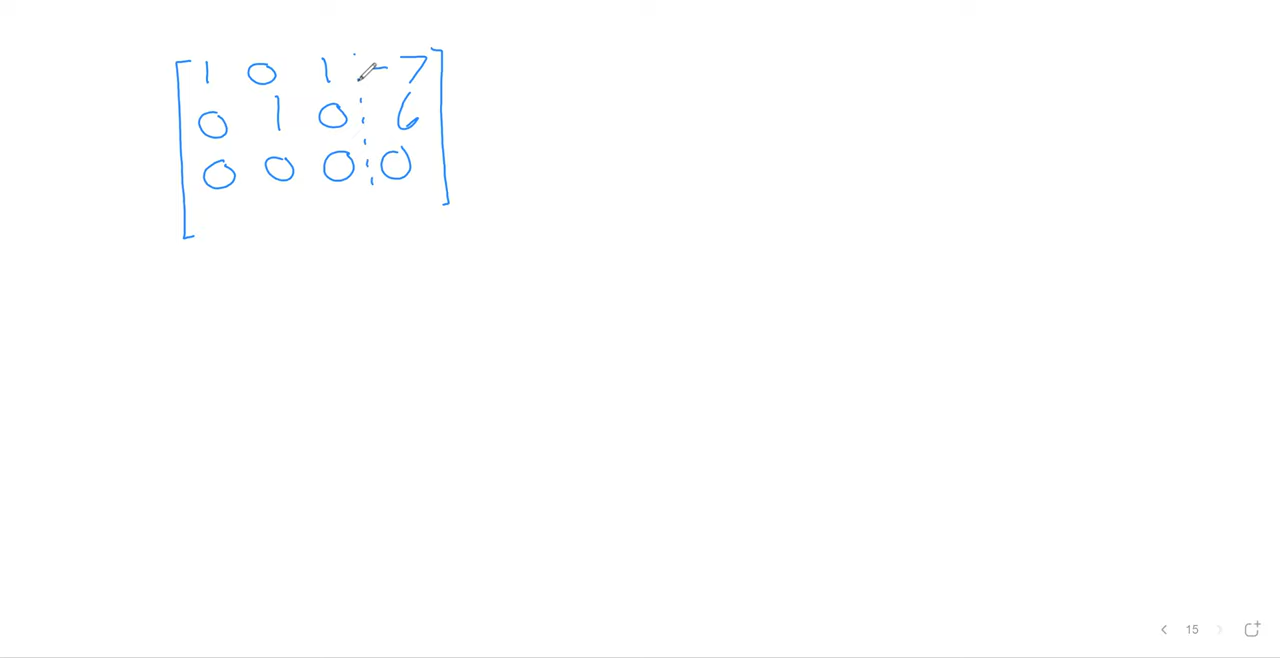 1 0 1 ⋮ -7
0 1 0 ⋮ 6
0 0 0 ⋮ 0
15